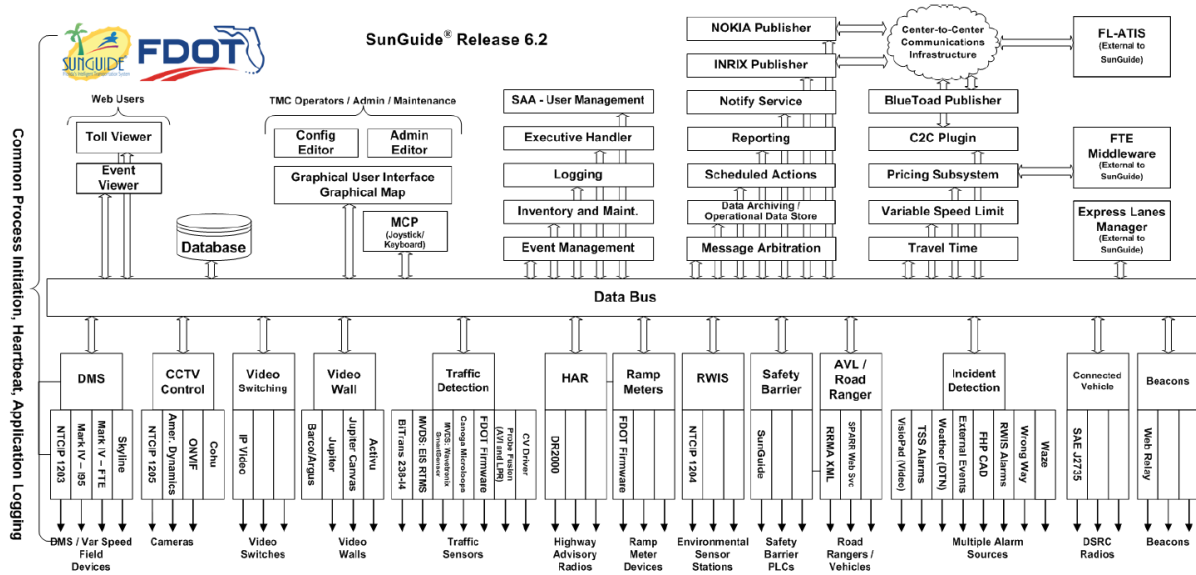 SunGuide® Release 6.2
SUNGUIDE
Florida's Intelligent Transportation System
FDOT
Common Process Initiation, Heartbeat, Application Logging
Web Users
Toll Viewer
Event
Viewer
Database
TMC Operators / Admin / Maintenance
Config
Editor
Admin
Editor
Graphical User Interface
Graphical Map
MCP
(Joystick/
Keyboard)
SAA - User Management
Executive Handler
Logging
Inventory and Maint.
Event Management
NOKIA Publisher
INRIX Publisher
Notify Service
Reporting
Scheduled Actions
Data Archiving /
Operational Data Store
Message Arbitration
Center-to-Center
Communications
Infrastructure
BlueToad Publisher
C2C Plugin
Pricing Subsystem
Variable Speed Limit
Travel Time
FL-ATIS
(External to
SunGuide)
FTE
Middleware
(External to
SunGuide)
Express Lanes
Manager
(External to
SunGuide)
Data Bus
DMS
NTCIP 1203
Mark IV – I95
Mark IV – FTE
Skyline
DMS / Var Speed
Field
Devices
CCTV
Control
NTCIP 1205
Amer. Dynamics
ONVIF
Cohu
Cameras
Video
Switching
IP Video
Video
Switches
Video
Wall
Barco/Argus
Jupiter
Jupiter Canvas
Activu
Video
Walls
Traffic
Detection
BiTrans 238-I4
MVDS: EIS RTMS
MVDS: Wavetronix
SmartSensor
Canoga Microloops
FDOT Firmware
Probe Fusion
(AVI and LPR)
CV Driver
Traffic
Sensors
HAR
DR2000
Highway
Advisory
Radios
Ramp
Meters
FDOT Firmware
Ramp
Meter
Devices
RWIS
NTCIP 1204
Environmental
Sensor
Stations
Safety
Barrier
SunGuide
Safety
Barrier
PLCs
AVL /
Road
Ranger
RRMA XML
SPARR Web Svc
Road
Rangers /
Vehicles
Incident
Detection
VisioPad (Video)
TSS Alarms
Weather (DTN)
External Events
FHP CAD
RWIS Alarms
Wrong Way
Waze
Multiple Alarm
Sources
Connected
Vehicle
SAE J2735
DSRC
Radios
Beacons
Web Relay
Beacons